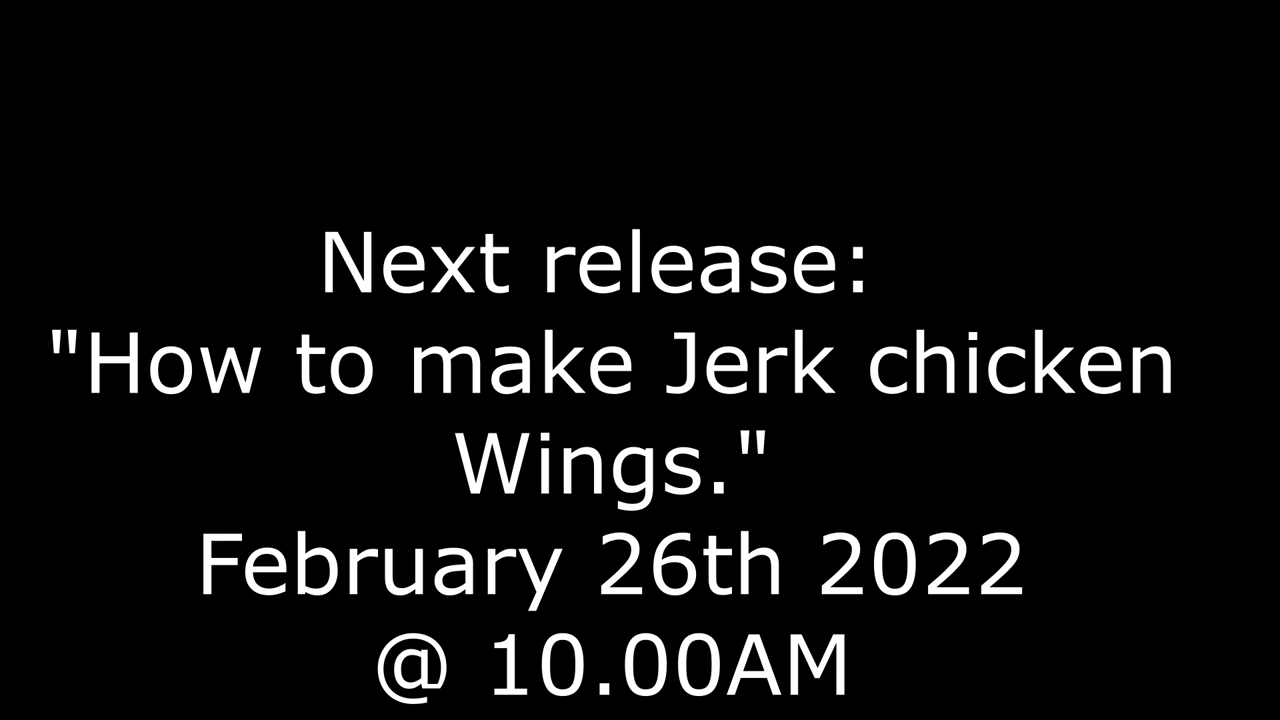 Next release:
"How to make Jerk chicken
Wings."
February 26th 2022
@ 10.00AM